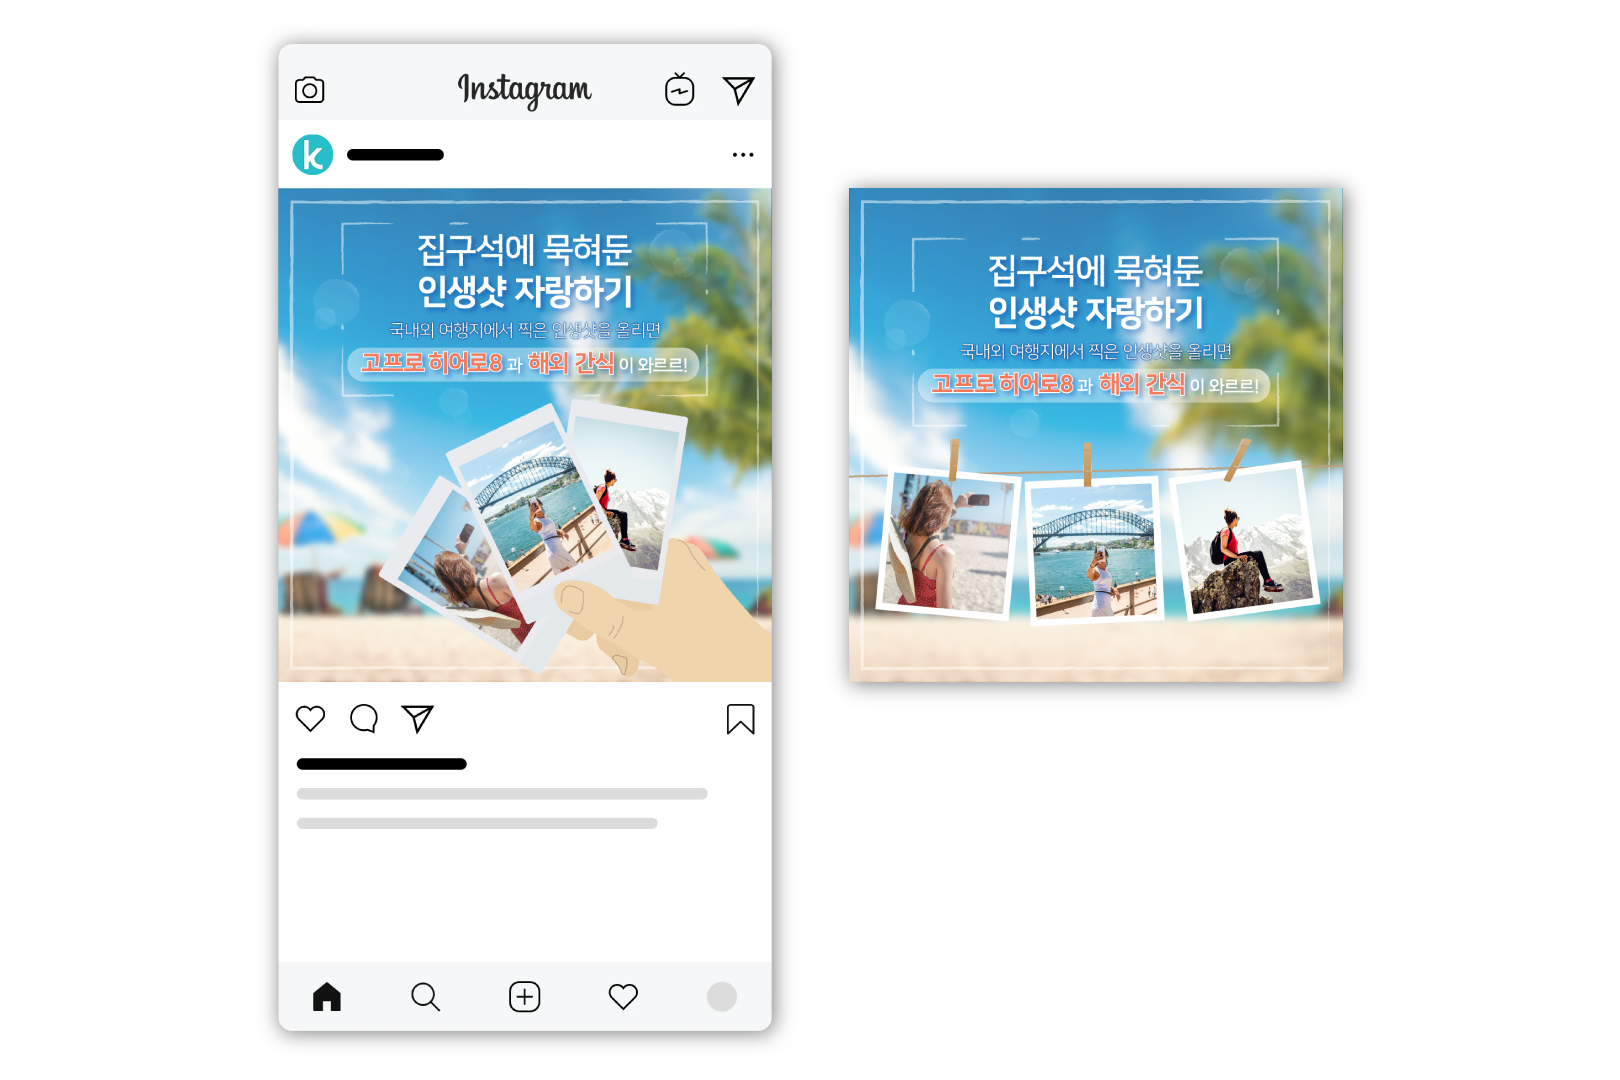 Instagram
k
집구석에 묵혀둔
인생샷 자랑하기
국내외 여행지에서 찍은 인생샷을 올리면
고프로 히어로8 과 해외 간식 이 와르르!
집구석에 묵혀둔
인생샷 자랑하기
국내외 여행지에서 찍은 인생샷을 올리면
고프로 히어로8 과 해외 간식 이 와르르!